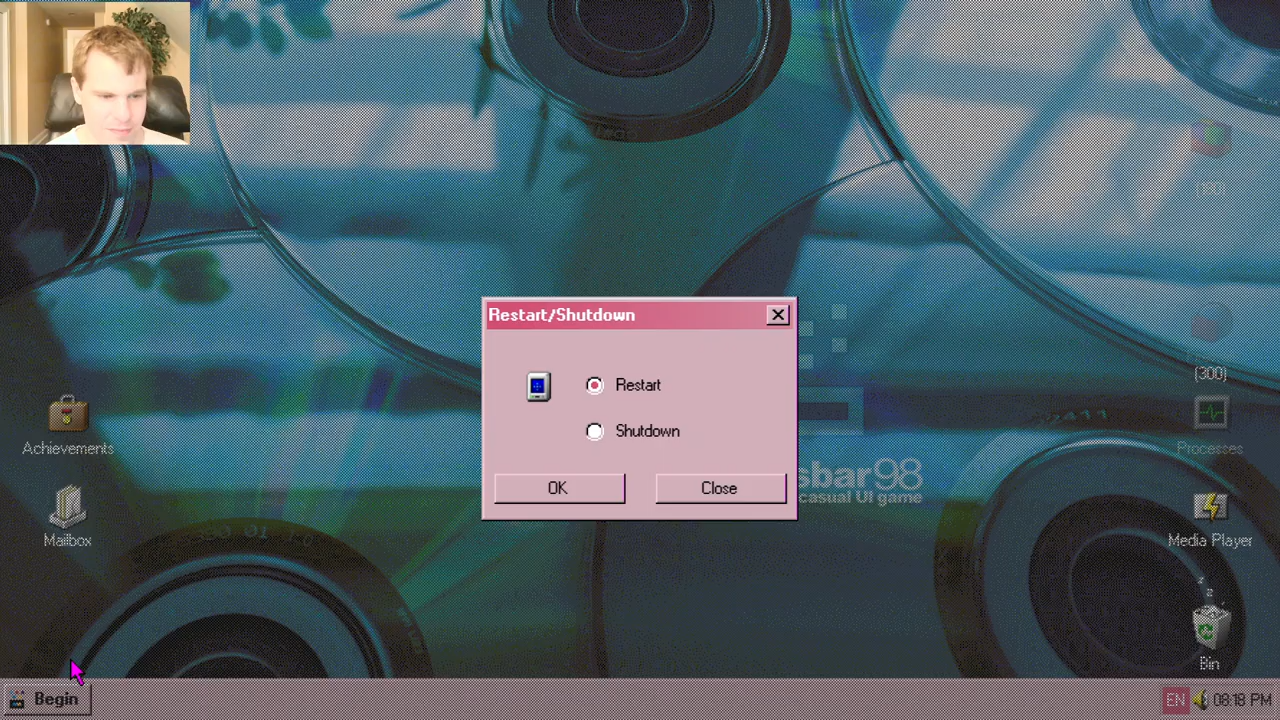 Restart/Shutdown
Restart
Shutdown
OK
Close
Achievements
Mailbox
(300)
Processes
Media Player
Bin
sbar98
casual UI game
Begin
EN
08:18 PM